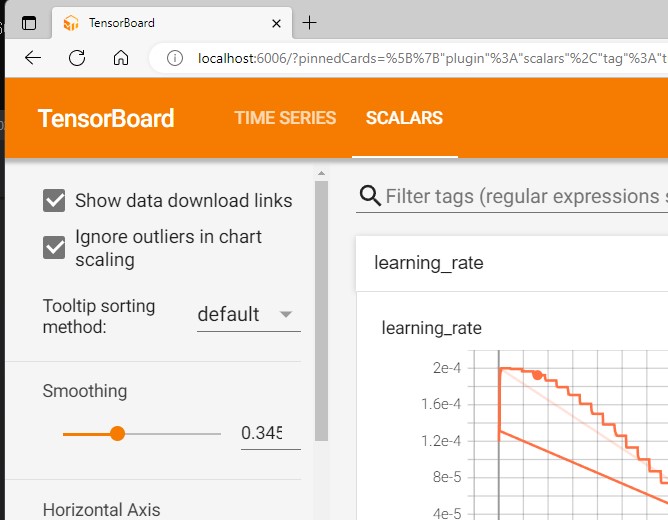 TensorBoard
localhost:6006/?pinnedCards=%5B%7B"plugin"%3A"scalars"%2C"tag"%3A"t
TensorBoard
TIME SERIES
SCALARS
Show data download links
Ignore outliers in chart
scaling
Tooltip sorting
method:
default
Smoothing
0.345
Horizontal Axis
Filter tags (regular expressions s
learning_rate
learning_rate
2e-4
1.6e-4
1.2e-4
8e-5
4e-5